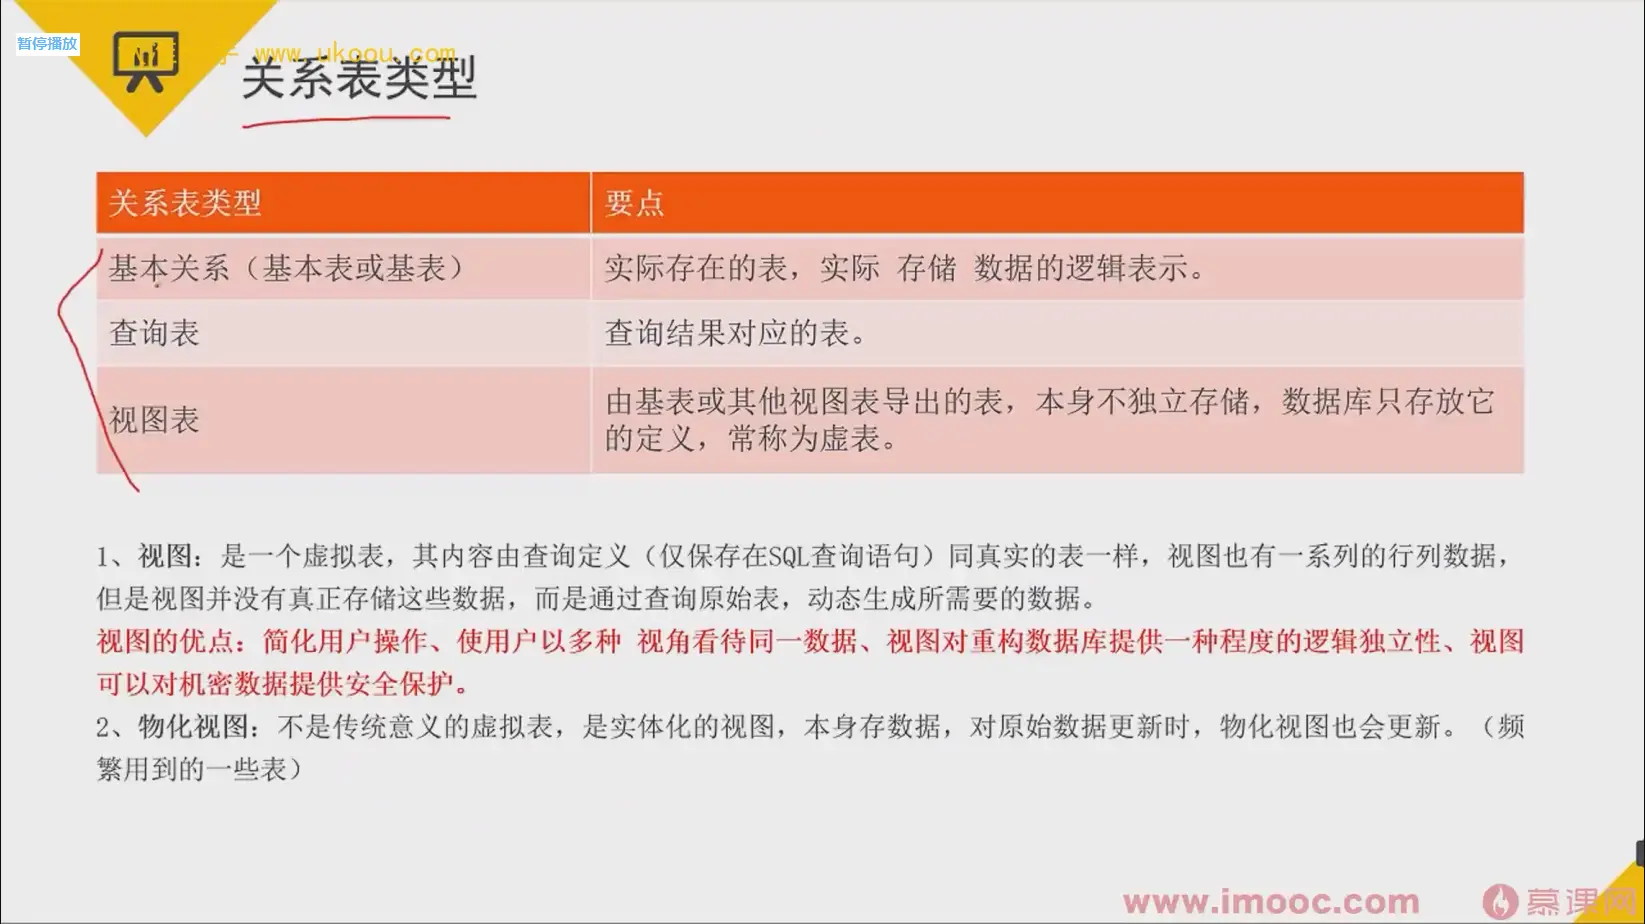 暂停播放
www.ukoou.com
关系表类型
关系表类型 要点
基本关系（基本表或基表） 实际存在的表，实际 存储 数据的逻辑表示。
查询表 查询结果对应的表。
视图表 由基表或其他视图表导出的表，本身不独立存储，数据库只存放它
的定义，常称为虚表。
1、视图：是一个虚拟表，其内容由查询定义（仅保存在SQL查询语句）同真实的表一样，视图也有一系列的行列数据，
但是视图并没有真正存储这些数据，而是通过查询原始表，动态生成所需要的数据。
视图的优点：简化用户操作、使用户以多种 视角看待同一数据、视图对重构数据库提供一种程度的逻辑独立性、视图
可以对机密数据提供安全保护。
2、物化视图：不是传统意义的虚拟表，是实体化的视图，本身存数据，对原始数据更新时，物化视图也会更新。（频
繁用到的一些表）
www.imooc.com 慕课网